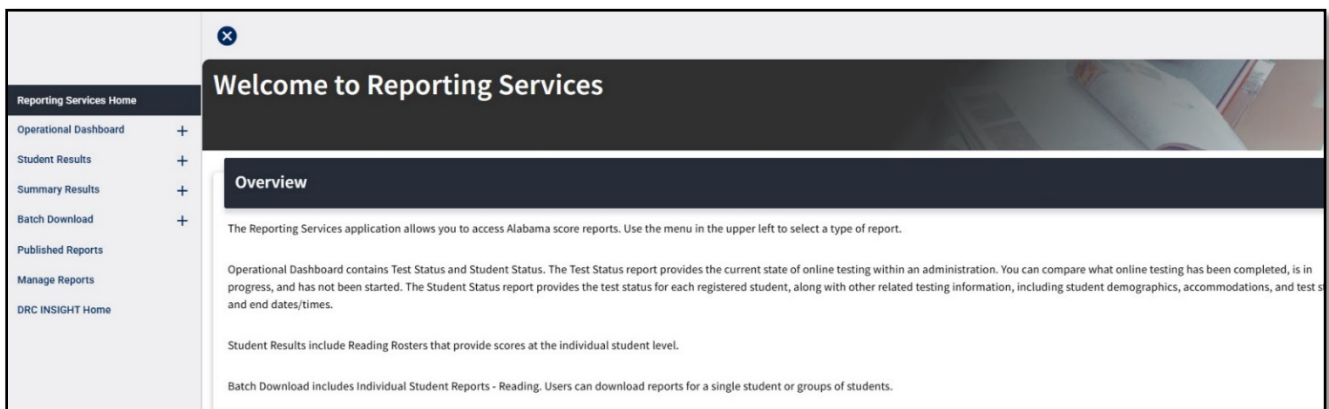 Welcome to Reporting Services
Reporting Services Home
Operational Dashboard
Student Results
Summary Results
Batch Download
Published Reports
Manage Reports
DRC INSIGHT Home
Overview
The Reporting Services application allows you to access Alabama score reports. Use the menu in the upper left to select a type of report.
Operational Dashboard contains Test Status and Student Status. The Test Status report provides the current state of online testing within an administration. You can compare what online testing has been completed, is in
progress, and has not been started. The Student Status report provides the test status for each registered student, along with other related testing information, including student demographics, accommodations, and test
and end dates/times.
Student Results include Reading Rosters that provide scores at the individual student level.
Batch Download includes Individual Student Reports - Reading. Users can download reports for a single student or groups of students.